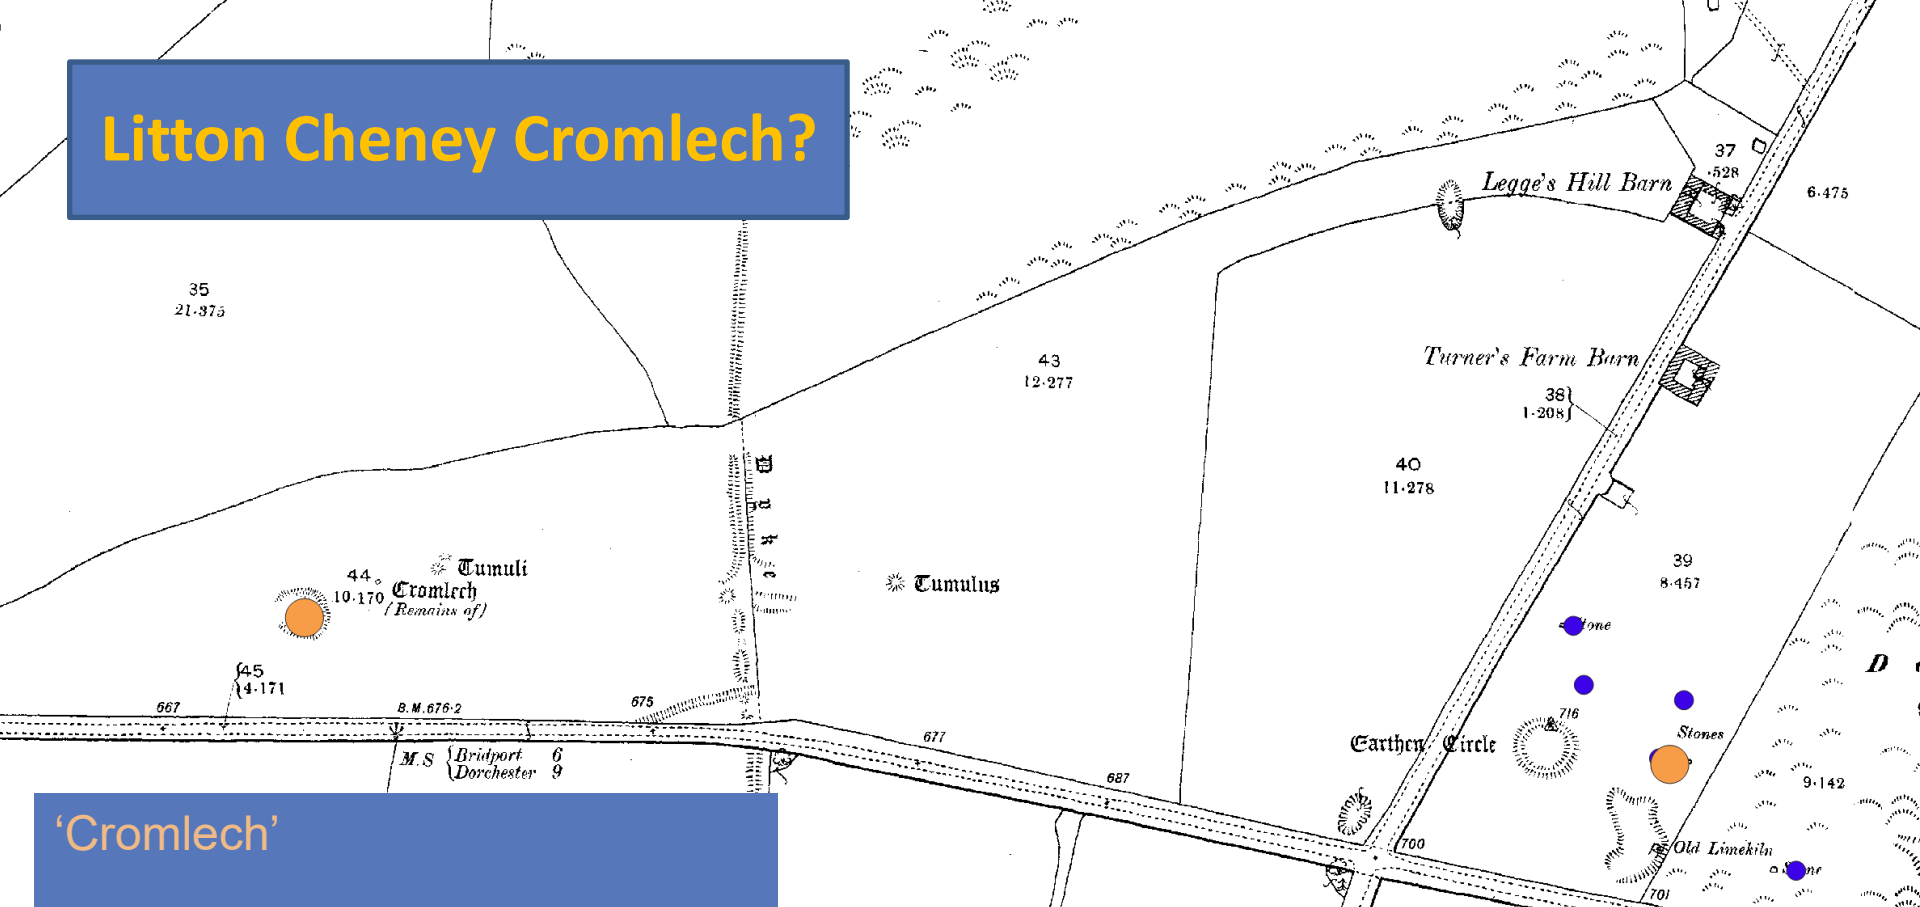 Litton Cheney Cromlech?
37
.528
Legge's Hill Barn
6.475
35
21.375
43
12.277
Turner's Farm Barn
38}
1.208}
40
11.278
Dyke
39
8.457
44
10.170
Tumuli
Cromlech
(Remains of)
Tumulus
{45
{4.171
667
B.M.676.2
675
677
687
M.S { Bridport 6
Dorchester 9
716
Earthen Circle
Stones
9.142
D
700
Old Limekiln
701
‘Cromlech’